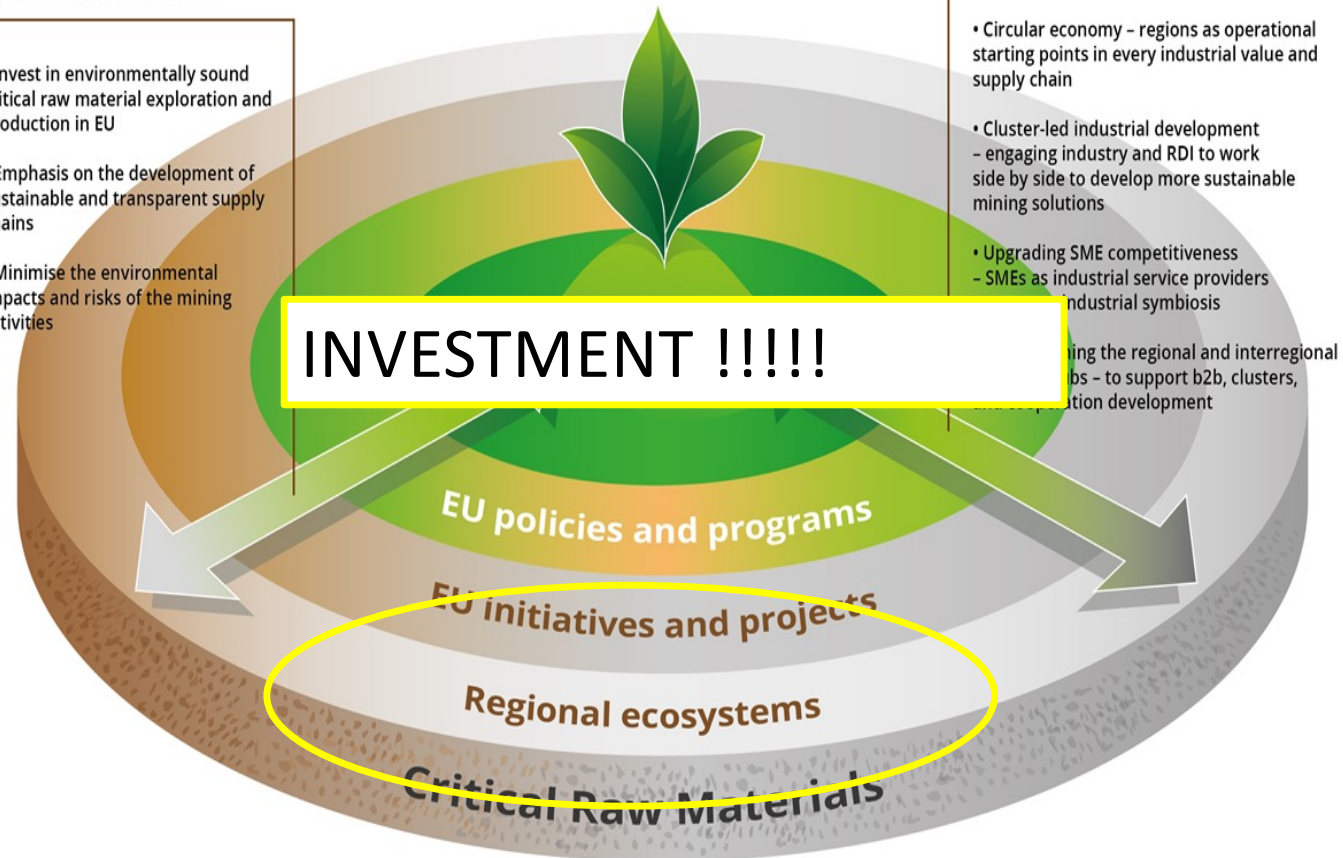 nvest in environmentally sound
itical raw material exploration and
oduction in EU
Emphasis on the development of
stainable and transparent supply
ains
Minimise the environmental
pacts and risks of the mining
tivities
• Circular economy – regions as operational
starting points in every industrial value and
supply chain
• Cluster-led industrial development
– engaging industry and RDI to work
side by side to develop more sustainable
mining solutions
• Upgrading SME competitiveness
– SMEs as industrial service providers
industrial symbiosis
ing the regional and interregional
bs – to support b2b, clusters,
and cooperation development
INVESTMENT !!!!!
EU policies and programs
EU initiatives and projects
Regional ecosystems
Critical Raw Materials